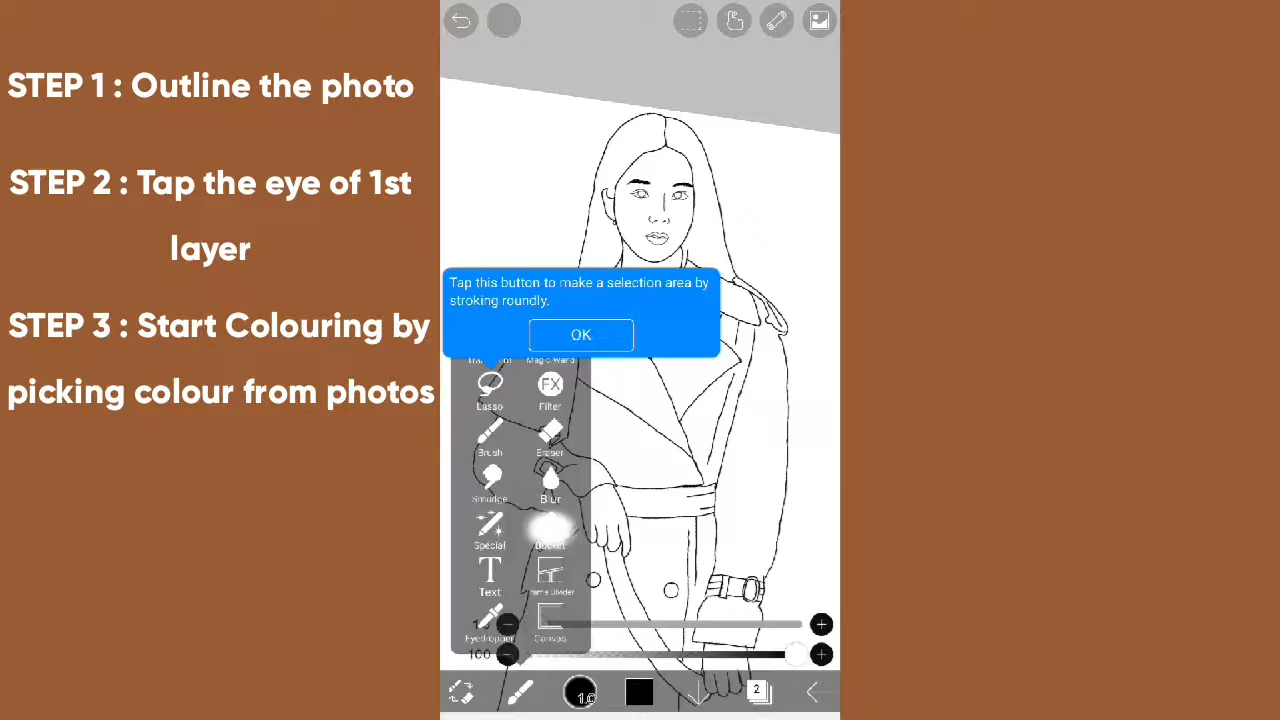 STEP 1 : Outline the photo
STEP 2 : Tap the eye of 1st
layer
STEP 3 : Start Colouring by
picking colour from photos
Tap this button to make a selection area by
stroking roundly.
OK
Magic Wand
Lasso
Filter
FX
Brush
Eraser
Smudge
Blur
Special
Bucket
Text
T
Frame Divider
Eyedropper
Canvas
100
1.0
2